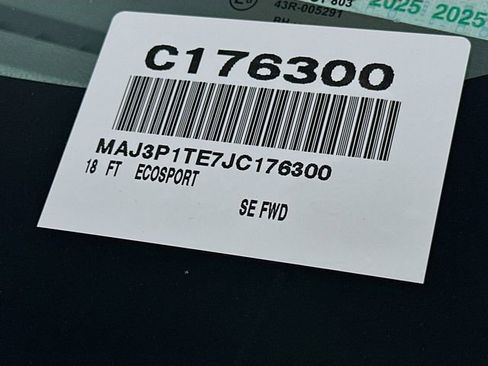 2025 2025
43R-005291
C176300
MAJ3P1TE7JC176300
18 FT ECOSPORT
SE FWD